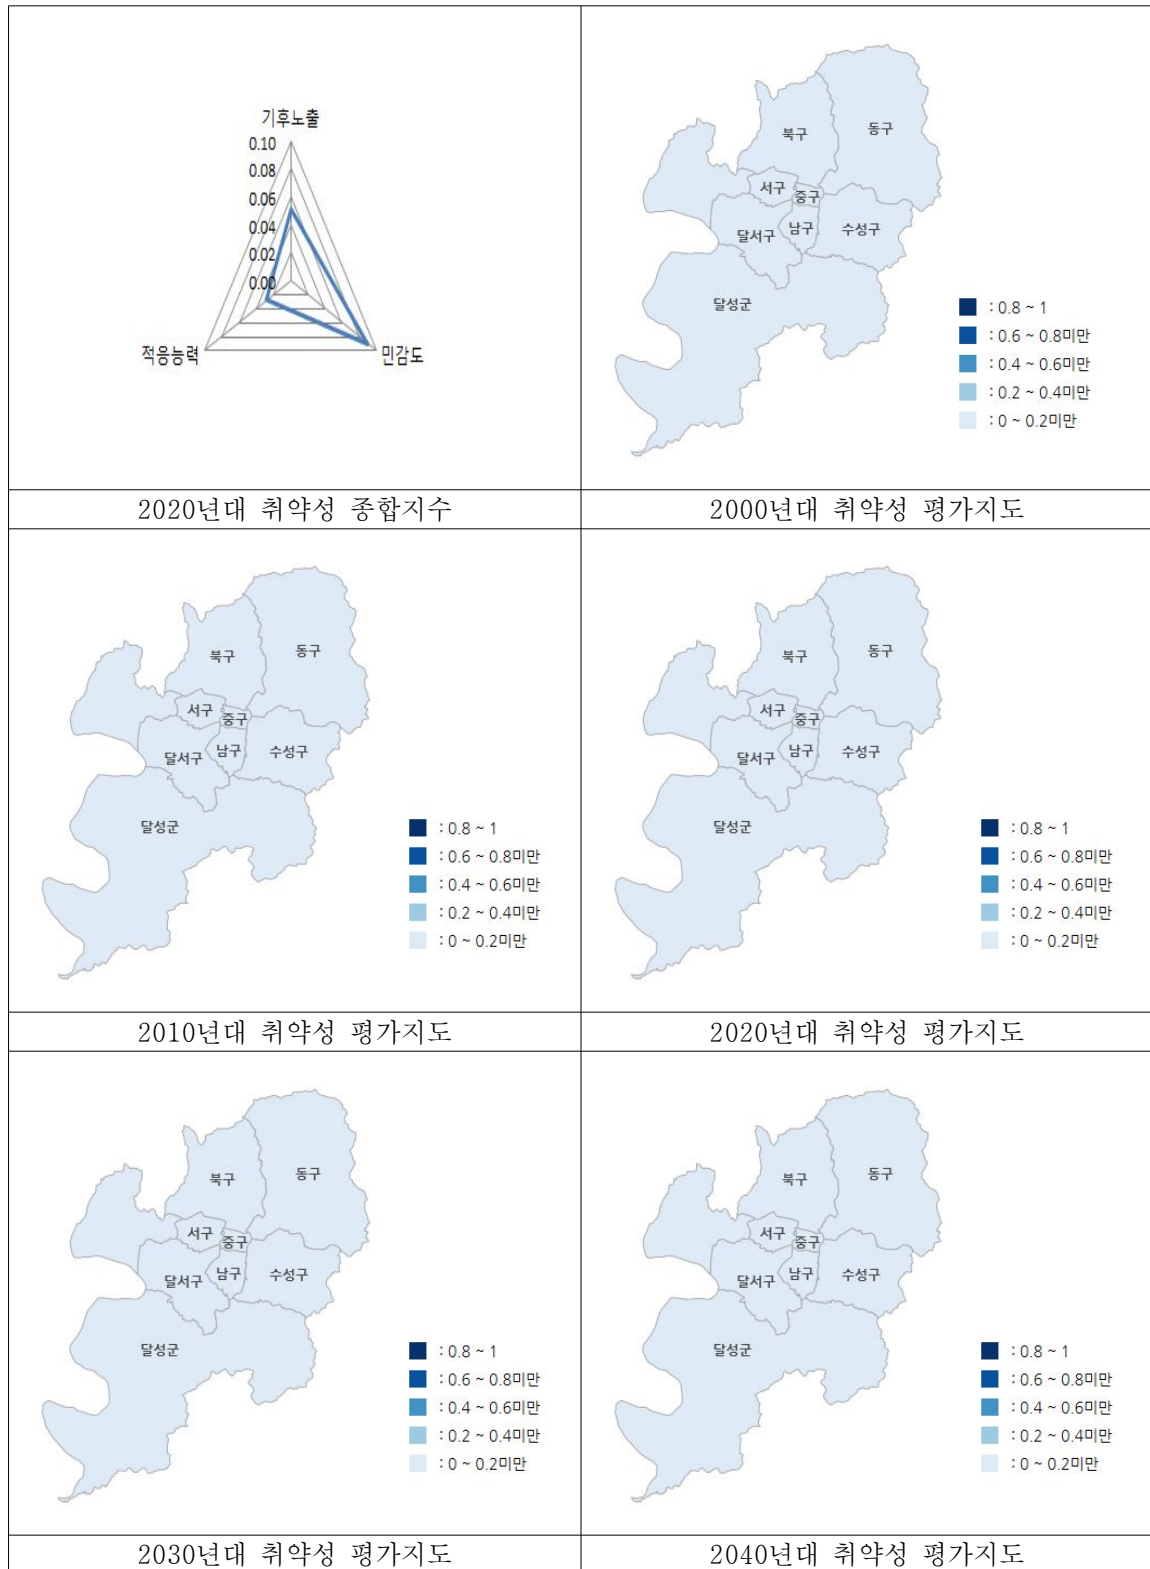 기후노출
0.10
0.08
0.06
0.04
0.02
0.00
적응능력
민감도
2020년대 취약성 종합지수
북구
동구
서구
중구
달서구
남구
수성구
달성군
: 0.8 ~ 1
: 0.6 ~ 0.8미만
: 0.4 ~ 0.6미만
: 0.2 ~ 0.4미만
: 0 ~ 0.2미만
2000년대 취약성 평가지도
북구
동구
서구
중구
달서구
남구
수성구
달성군
: 0.8 ~ 1
: 0.6 ~ 0.8미만
: 0.4 ~ 0.6미만
: 0.2 ~ 0.4미만
: 0 ~ 0.2미만
2010년대 취약성 평가지도
북구
동구
서구
중구
달서구
남구
수성구
달성군
: 0.8 ~ 1
: 0.6 ~ 0.8미만
: 0.4 ~ 0.6미만
: 0.2 ~ 0.4미만
: 0 ~ 0.2미만
2020년대 취약성 평가지도
북구
동구
서구
중구
달서구
남구
수성구
달성군
: 0.8 ~ 1
: 0.6 ~ 0.8미만
: 0.4 ~ 0.6미만
: 0.2 ~ 0.4미만
: 0 ~ 0.2미만
2030년대 취약성 평가지도
북구
동구
서구
중구
달서구
남구
수성구
달성군
: 0.8 ~ 1
: 0.6 ~ 0.8미만
: 0.4 ~ 0.6미만
: 0.2 ~ 0.4미만
: 0 ~ 0.2미만
2040년대 취약성 평가지도